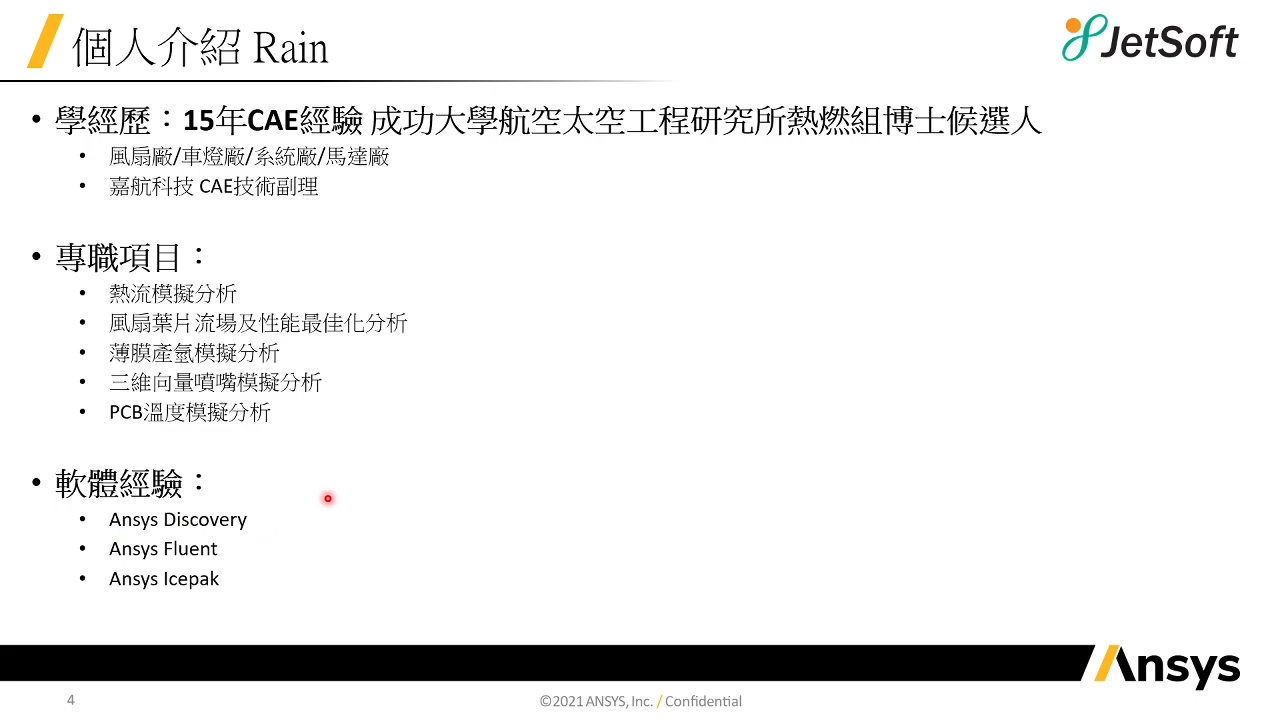 個人介紹 Rain
JetSoft
• 學經歷：15年CAE經驗 成功大學航空太空工程研究所熱燃組博士候選人
• 風扇廠/車燈廠/系統廠/馬達廠
• 嘉航科技 CAE技術副理
• 專職項目：
• 熱流模擬分析
• 風扇葉片流場及性能最佳化分析
• 薄膜產氫模擬分析
• 三維向量噴嘴模擬分析
• PCB溫度模擬分析
• 軟體經驗：
• Ansys Discovery
• Ansys Fluent
• Ansys Icepak
Ansys
4
©2021 ANSYS, Inc. / Confidential